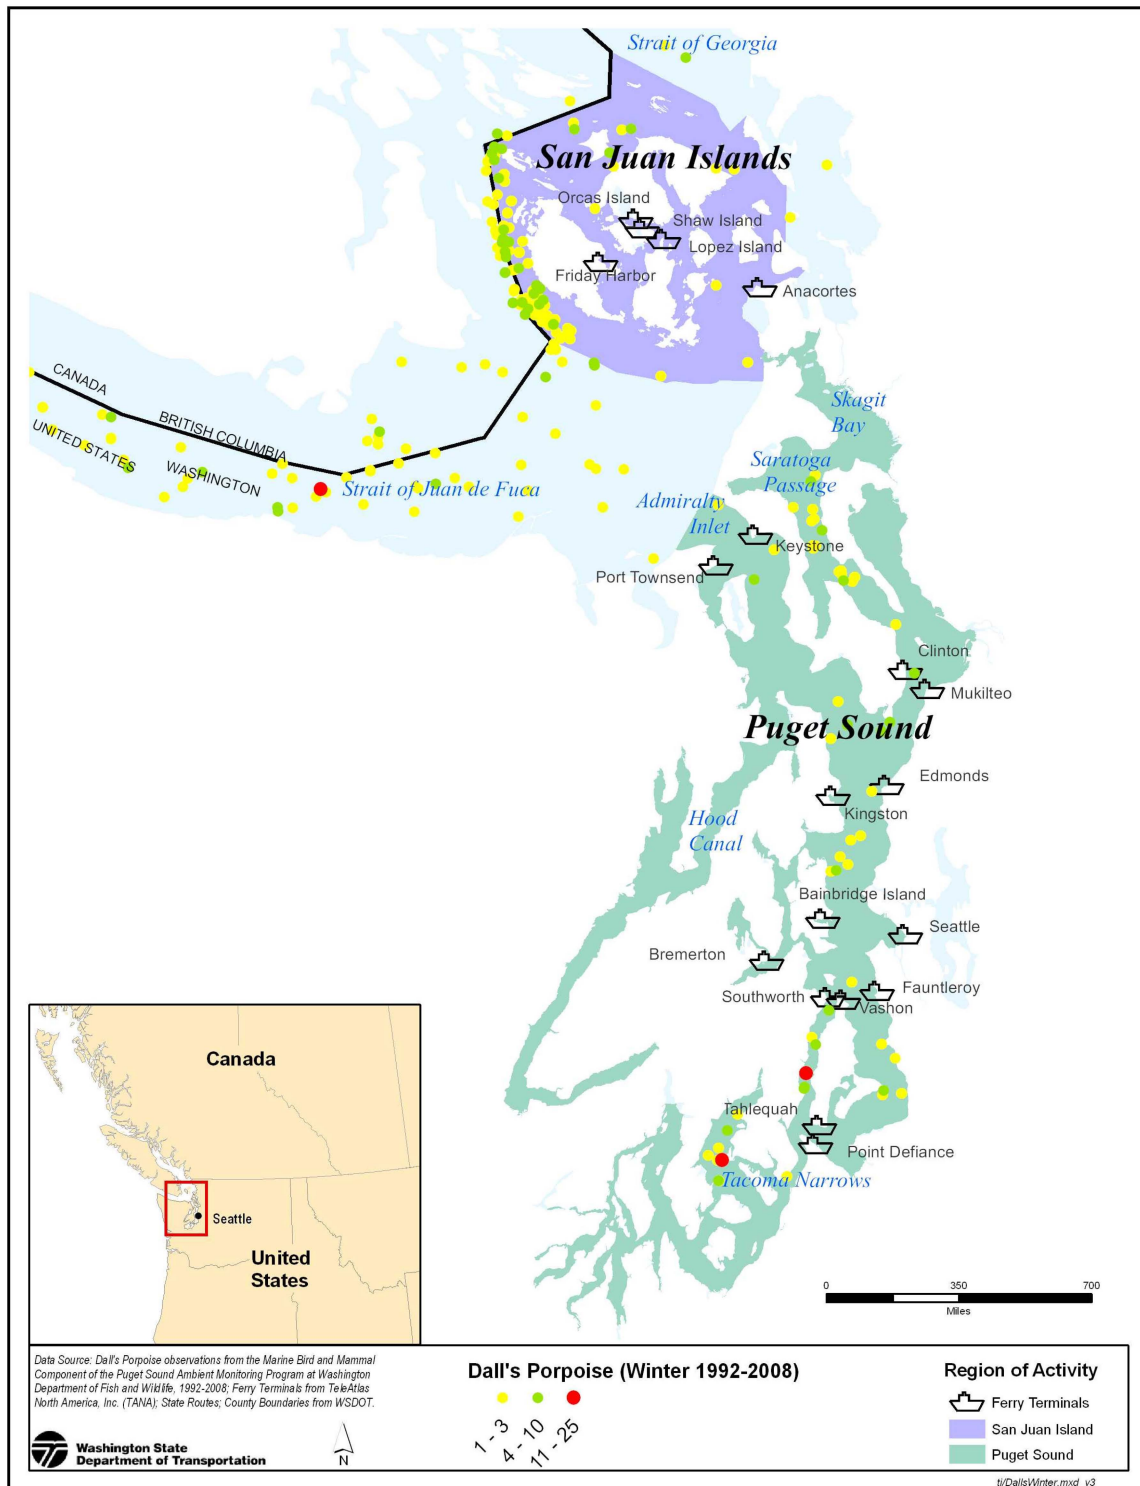 Strait of Georgia
San Juan Islands
Orcas Island
Shaw Island
Lopez Island
Friday Harbor
Anacortes
CANADA
BRITISH COLUMBIA
UNITED STATES
WASHINGTON
Strait of Juan de Fuca
Skagit
Bay
Saratoga
Passage
Admiralty
Inlet
Keystone
Port Townsend
Clinton
Mukilteo
Puget Sound
Edmonds
Kingston
Hood
Canal
Bainbridge Island
Seattle
Bremerton
Fauntleroy
Southworth
Vashon
Tahlequah
Point Defiance
Tacoma Narrows
Canada
Seattle
United
States
0 350 700
Miles
Data Source: Dall's Porpoise observations from the Marine Bird and Mammal
Component of the Puget Sound Ambient Monitoring Program at Washington
Department of Fish and Wildlife, 1992-2008; Ferry Terminals from TeleAtlas
North America, Inc. (TANA); State Routes; County Boundaries from WSDOT.
Washington State
Department of Transportation
N
Dall's Porpoise (Winter 1992-2008)
1 - 3
4 - 10
11 - 25
Region of Activity
Ferry Terminals
San Juan Island
Puget Sound
ti/DallsWinter.mxd_v3